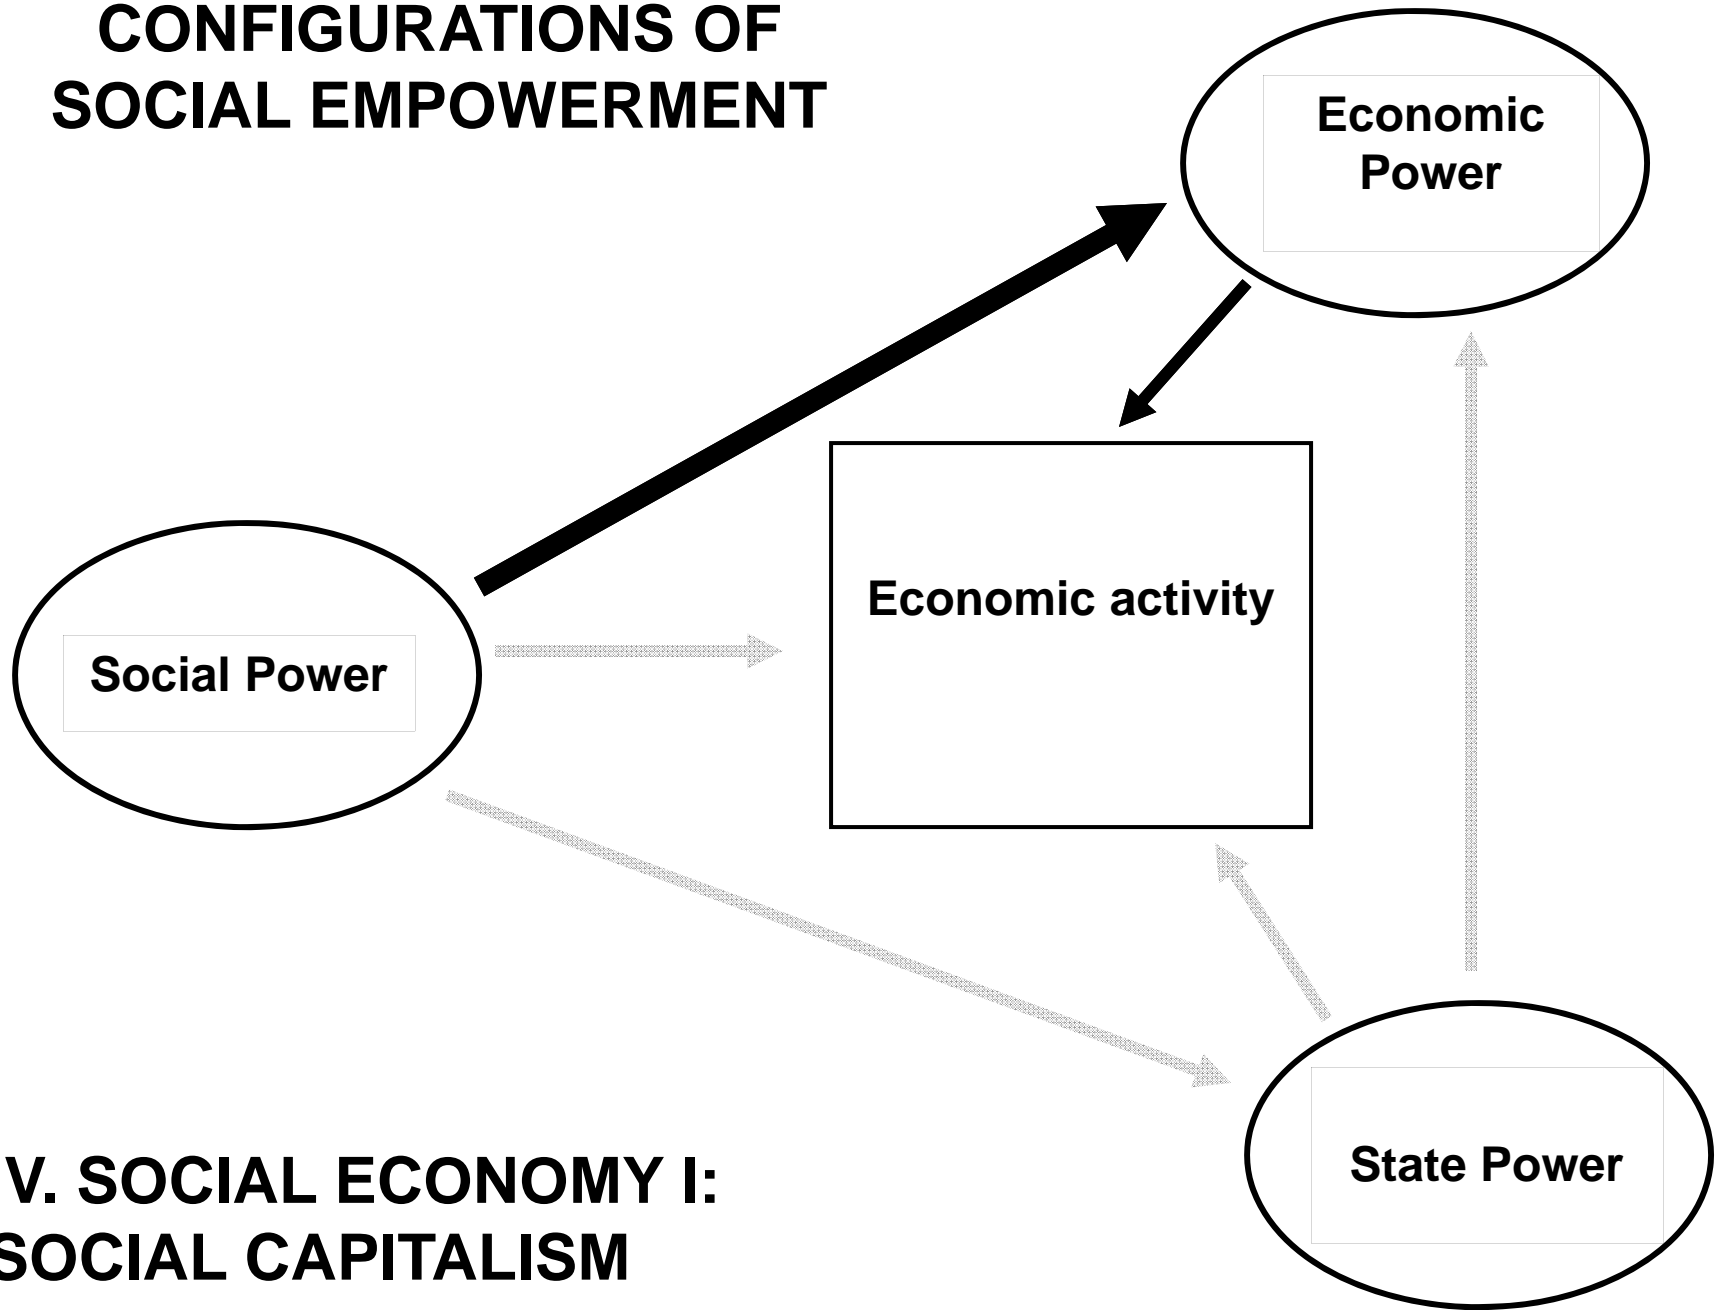 CONFIGURATIONS OF
SOCIAL EMPOWERMENT
Economic
Power
Economic activity
Social Power
State Power
V. SOCIAL ECONOMY I:
SOCIAL CAPITALISM